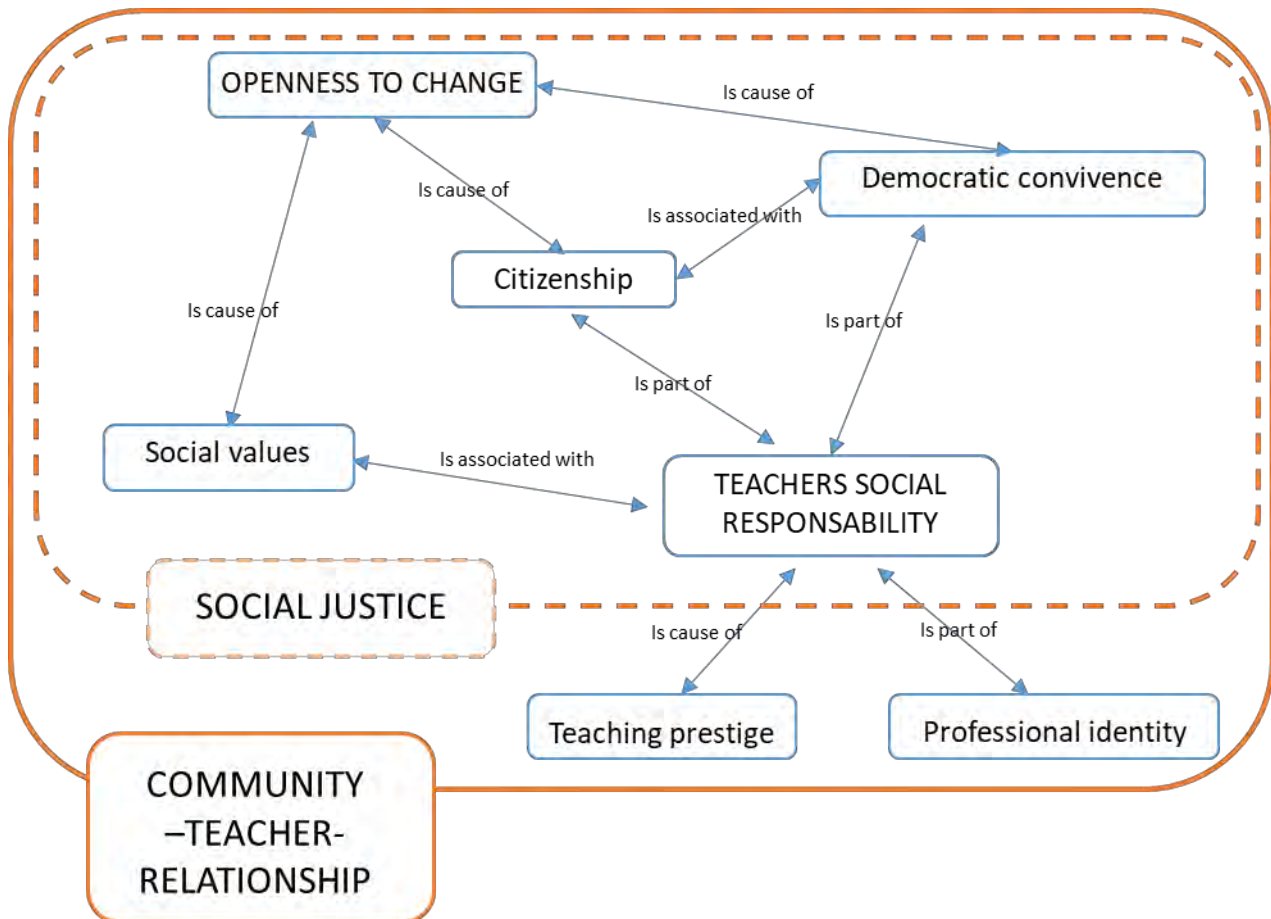 OPENNESS TO CHANGE
Is cause of
Democratic convivence
Is cause of
Is associated with
Citizenship
Is cause of
Is part of
Is part of
Social values
Is associated with
TEACHERS SOCIAL
RESPONSABILITY
SOCIAL JUSTICE
Is cause of
Is part of
Teaching prestige
Professional identity
COMMUNITY
–TEACHER-
RELATIONSHIP